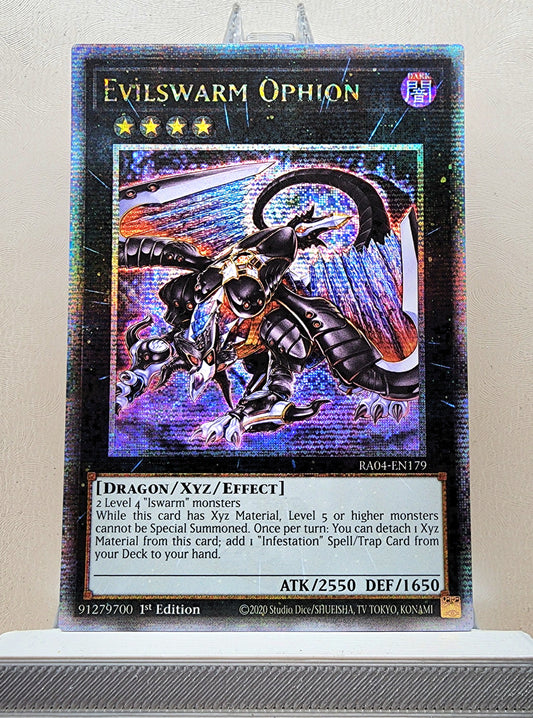 Evilswarm Ophion
DARK
闇
RA04-EN179
[Dragon/Xyz/Effect]
2 Level 4 "lswarm" monsters
While this card has Xyz Material, Level 5 or higher monsters
cannot be Special Summoned. Once per turn: You can detach 1 Xyz
Material from this card; add 1 "Infestation" Spell/Trap Card from
your Deck to your hand.
ATK/2550 DEF/1650
91279700 1st Edition ©2020 Studio Dice/SHUEISHA, TV TOKYO, KONAMI